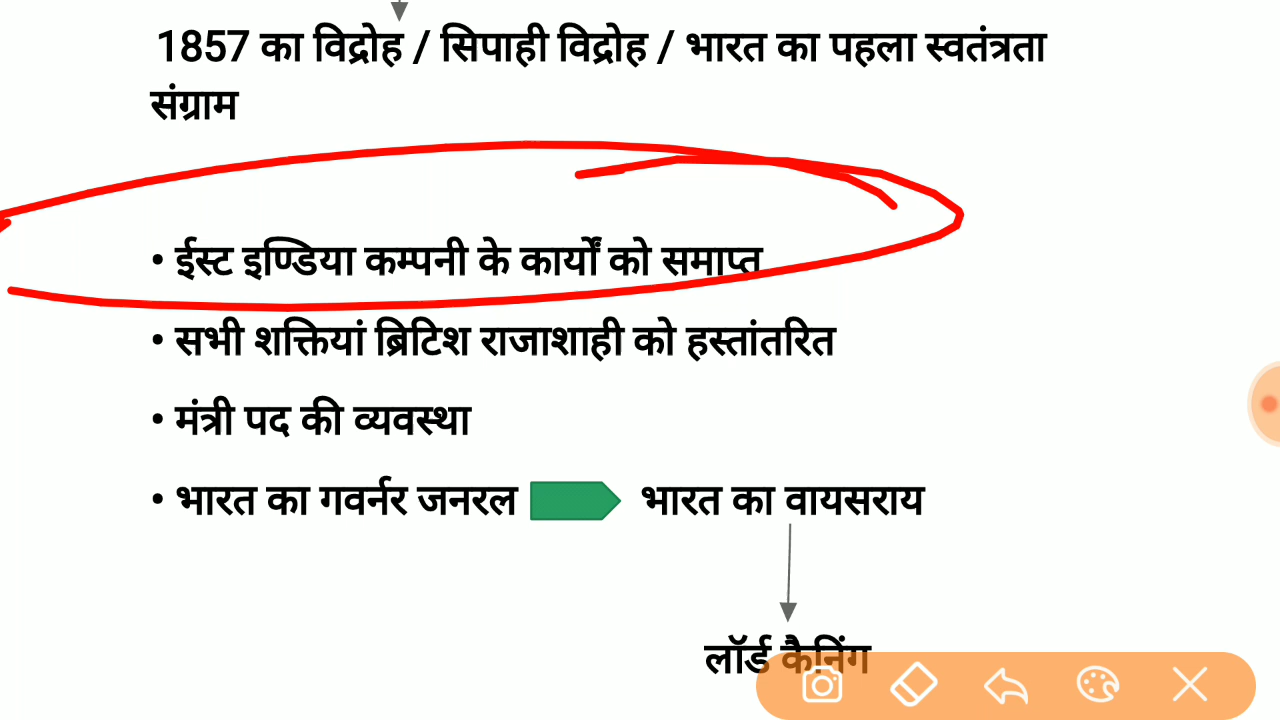 1857 का विद्रोह / सिपाही विद्रोह / भारत का पहला स्वतंत्रता
संग्राम
• ईस्ट इण्डिया कम्पनी के कार्यों को समाप्त
• सभी शक्तियां ब्रिटिश राजाशाही को हस्तांतरित
• मंत्री पद की व्यवस्था
• भारत का गवर्नर जनरल भारत का वायसराय
लॉर्ड कैनिंग